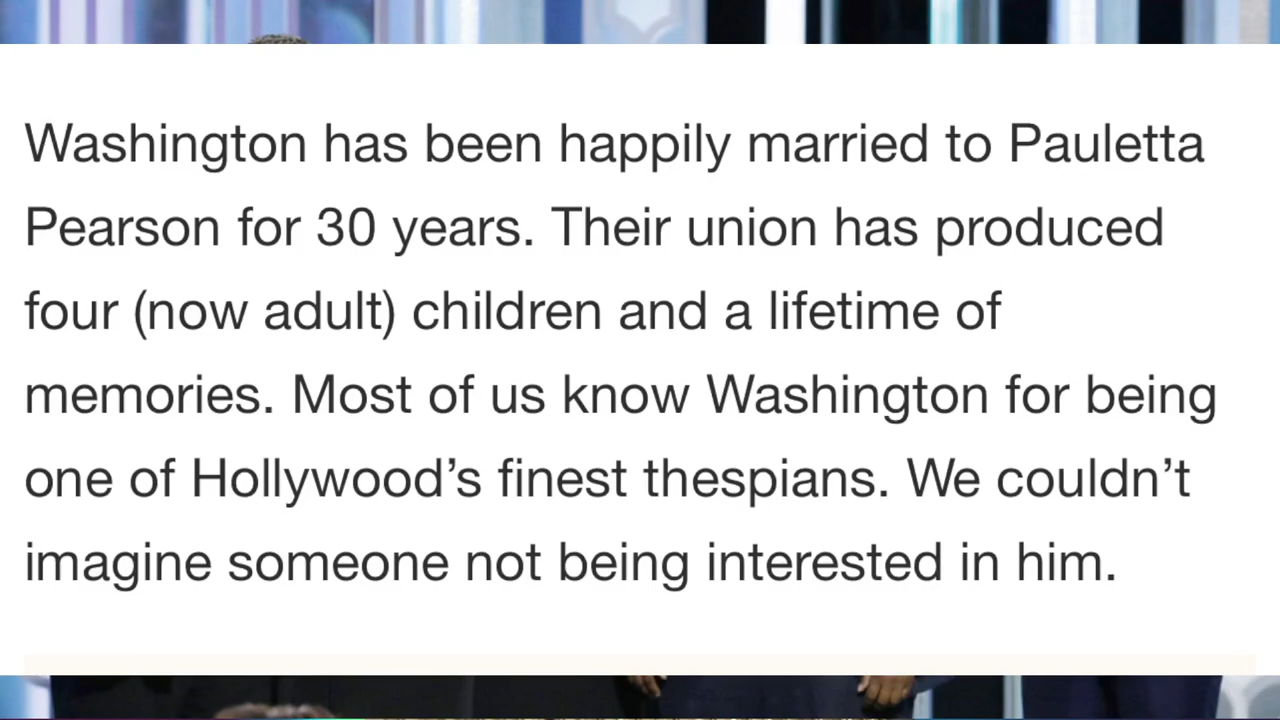 Washington has been happily married to Pauletta
Pearson for 30 years. Their union has produced
four (now adult) children and a lifetime of
memories. Most of us know Washington for being
one of Hollywood’s finest thespians. We couldn’t
imagine someone not being interested in him.